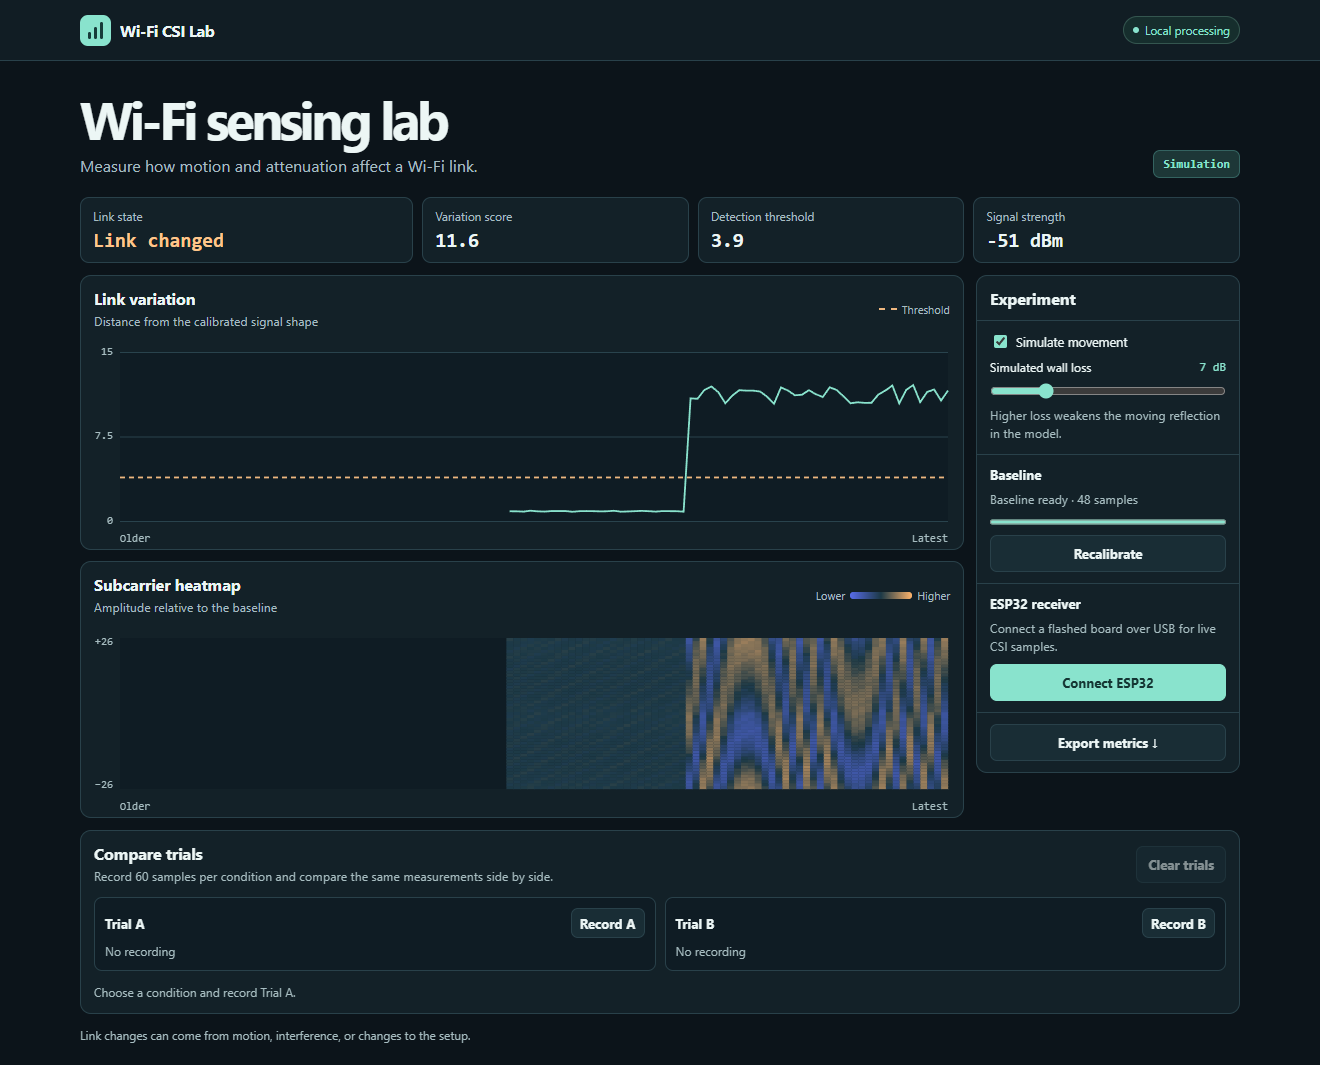 Wi-Fi CSI Lab
Local processing
Wi-Fi sensing lab
Measure how motion and attenuation affect a Wi-Fi link.
Simulation
Link state
Link changed
Variation score
11.6
Detection threshold
3.9
Signal strength
-51 dBm
Link variation
Distance from the calibrated signal shape
Threshold
15
7.5
0
Older
Latest
Subcarrier heatmap
Amplitude relative to the baseline
Lower
Higher
+26
−26
Older
Latest
Experiment
Simulate movement
Simulated wall loss
7 dB
Higher loss weakens the moving reflection
in the model.
Baseline
Baseline ready · 48 samples
Recalibrate
ESP32 receiver
Connect a flashed board over USB for live
CSI samples.
Connect ESP32
Export metrics ↓
Compare trials
Record 60 samples per condition and compare the same measurements side by side.
Clear trials
Trial A
Record A
No recording
Trial B
Record B
No recording
Choose a condition and record Trial A.
Link changes can come from motion, interference, or changes to the setup.